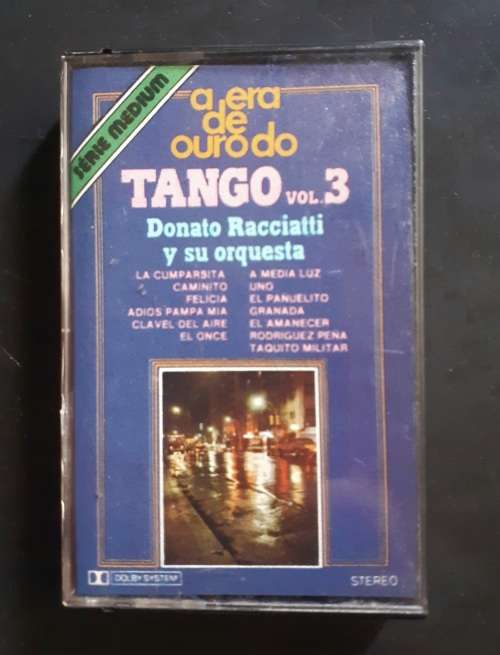 SÉRIE MEDIUM
a era
de
ouro do
TANGO VOL. 3
Donato Racciatti
y su orquesta
LA CUMPARSITA
CAMINITO
FELICIA
ADIOS PAMPA MIA
CLAVEL DEL AIRE
EL ONCE
A MEDIA LUZ
UNO
EL PAÑUELITO
GRANADA
EL AMANECER
RODRIGUEZ PEÑA
TAQUITO MILITAR
DOLBY SYSTEM
STEREO